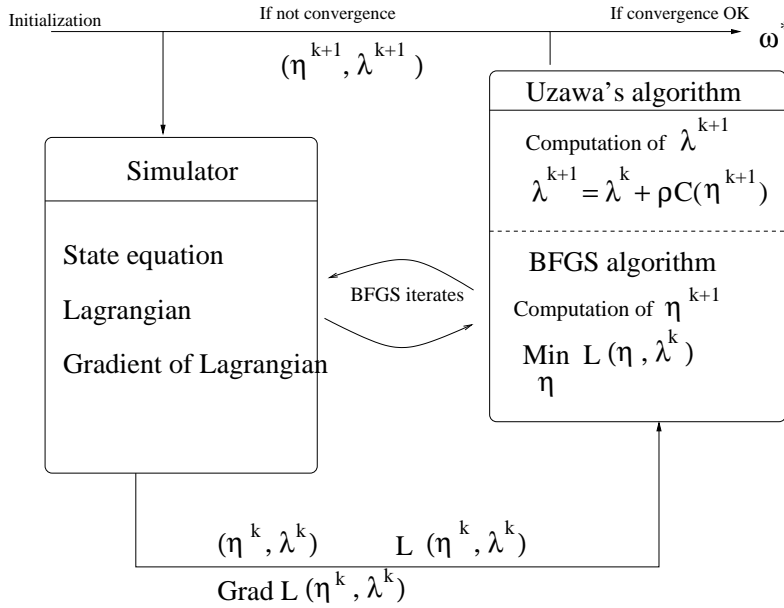 Initialization
If not convergence
If convergence OK
(η^{k+1}, λ^{k+1})
ω*
Simulator
State equation
Lagrangian
Gradient of Lagrangian
BFGS iterates
Uzawa's algorithm
Computation of λ^{k+1}
λ^{k+1} = λ^k + ρC(η^{k+1})
BFGS algorithm
Computation of η^{k+1}
Min L (η, λ^k)
η
(η^k, λ^k) L (η^k, λ^k)
Grad L (η^k, λ^k)